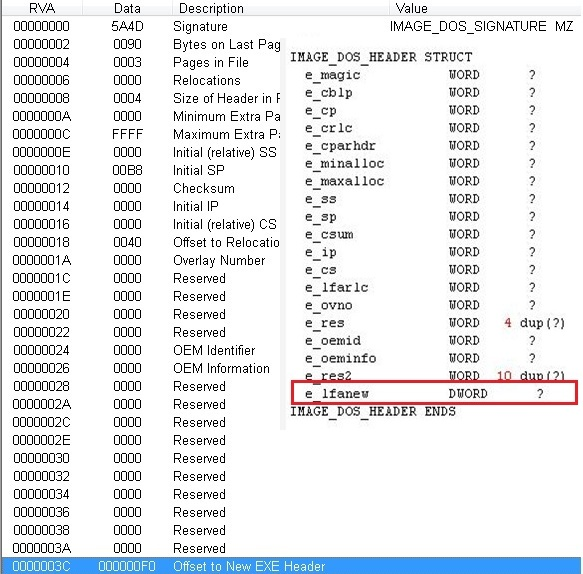 RVA Data Description Value
00000000 5A4D Signature IMAGE_DOS_SIGNATURE MZ
00000002 0090 Bytes on Last Pag
00000004 0003 Pages in File
00000006 0000 Relocations
00000008 0004 Size of Header in P
0000000A 0000 Minimum Extra Pa
0000000C FFFF Maximum Extra P
0000000E 0000 Initial (relative) SS
00000010 00B8 Initial SP
00000012 0000 Checksum
00000014 0000 Initial IP
00000016 0000 Initial (relative) CS
00000018 0040 Offset to Relocatio
0000001A 0000 Overlay Number
0000001C 0000 Reserved
0000001E 0000 Reserved
00000020 0000 Reserved
00000022 0000 Reserved
00000024 0000 OEM Identifier
00000026 0000 OEM Information
00000028 0000 Reserved
0000002A 0000 Reserved
0000002C 0000 Reserved
0000002E 0000 Reserved
00000030 0000 Reserved
00000032 0000 Reserved
00000034 0000 Reserved
00000036 0000 Reserved
00000038 0000 Reserved
0000003A 0000 Reserved
0000003C 000000F0 Offset to New EXE Header
IMAGE_DOS_HEADER STRUCT
e_magic WORD ?
e_cblp WORD ?
e_cp WORD ?
e_crlc WORD ?
e_cparhdr WORD ?
e_minalloc WORD ?
e_maxalloc WORD ?
e_ss WORD ?
e_sp WORD ?
e_csum WORD ?
e_ip WORD ?
e_cs WORD ?
e_lfarlc WORD ?
e_ovno WORD ?
e_res WORD 4 dup(?)
e_oemid WORD ?
e_oeminfo WORD ?
e_res2 WORD 10 dup(?)
e_lfanew DWORD ?
IMAGE_DOS_HEADER ENDS